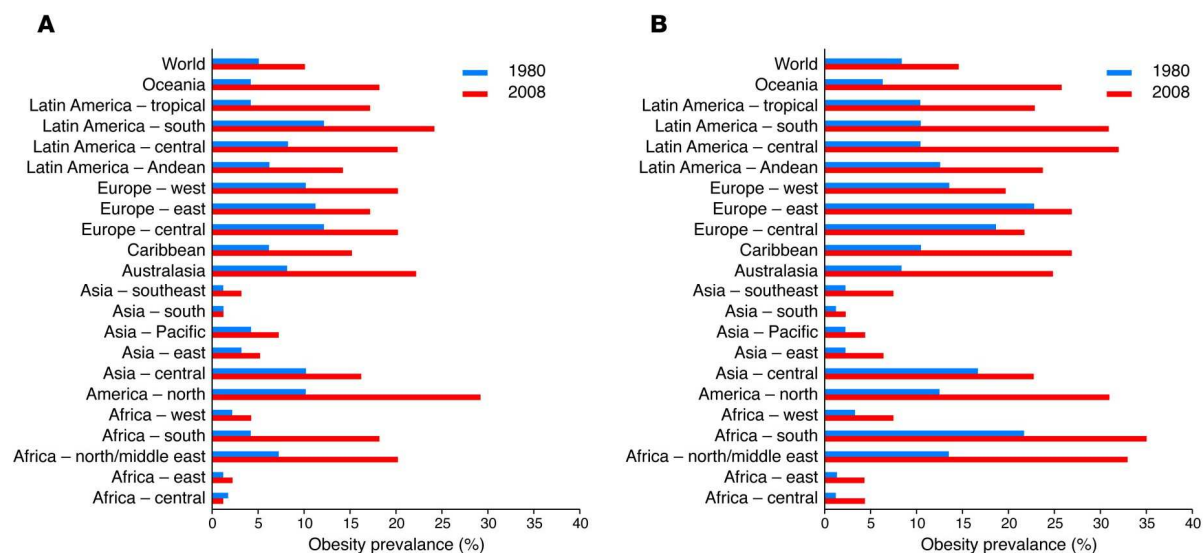 A
World
Oceania
Latin America – tropical
Latin America – south
Latin America – central
Latin America – Andean
Europe – west
Europe – east
Europe – central
Caribbean
Australasia
Asia – southeast
Asia – south
Asia – Pacific
Asia – east
Asia – central
America – north
Africa – west
Africa – south
Africa – north/middle east
Africa – east
Africa – central
1980
2008
0 5 10 15 20 25 30 35 40
Obesity prevalance (%)
B
World
Oceania
Latin America – tropical
Latin America – south
Latin America – central
Latin America – Andean
Europe – west
Europe – east
Europe – central
Caribbean
Australasia
Asia – southeast
Asia – south
Asia – Pacific
Asia – east
Asia – central
America – north
Africa – west
Africa – south
Africa – north/middle east
Africa – east
Africa – central
1980
2008
0 5 10 15 20 25 30 35 40
Obesity prevalance (%)